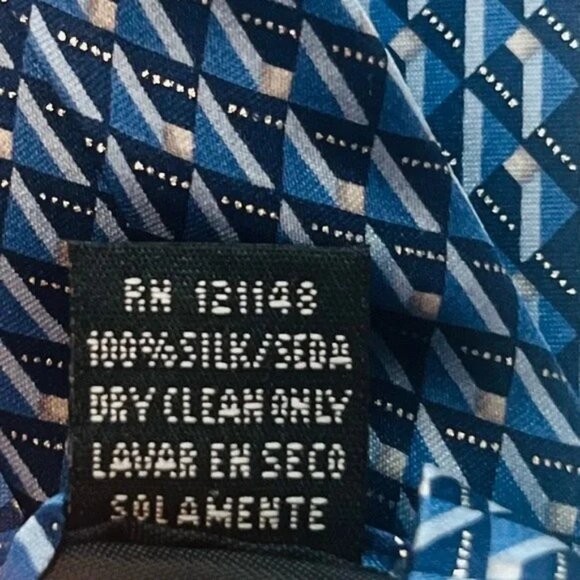 RN 121148
100%SILK/SEDA
DRY CLEAN ONLY
LAVAR EN SECO
SOLAMENTE